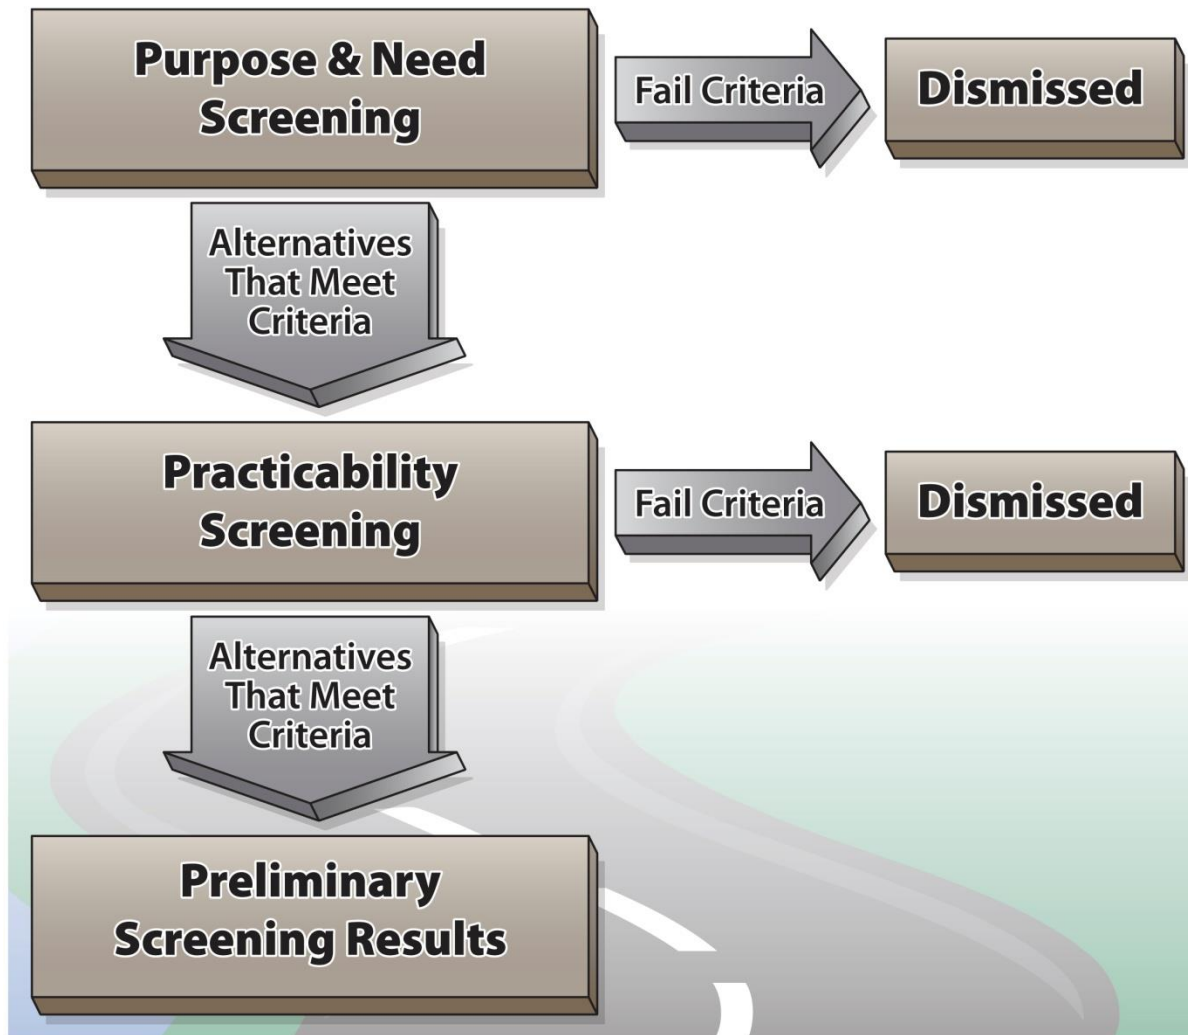 Purpose & Need
Screening
Fail Criteria
Dismissed
Alternatives
That Meet
Criteria
Practicability
Screening
Fail Criteria
Dismissed
Alternatives
That Meet
Criteria
Preliminary
Screening Results